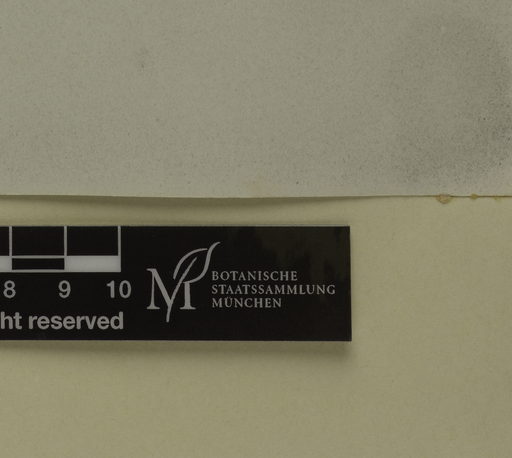 8 9 10
ht reserved
BOTANISCHE
STAATSSAMMLUNG
MÜNCHEN